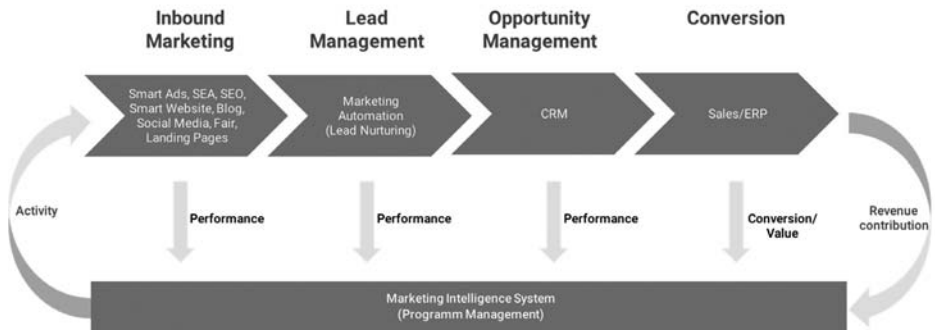 Inbound
Marketing
Lead
Management
Opportunity
Management
Conversion
Smart Ads, SEA, SEO,
Smart Website, Blog,
Social Media, Fair,
Landing Pages
Marketing
Automation
(Lead Nurturing)
CRM
Sales/ERP
Activity
Performance
Performance
Performance
Conversion/
Value
Revenue
contribution
Marketing Intelligence System
(Programm Management)